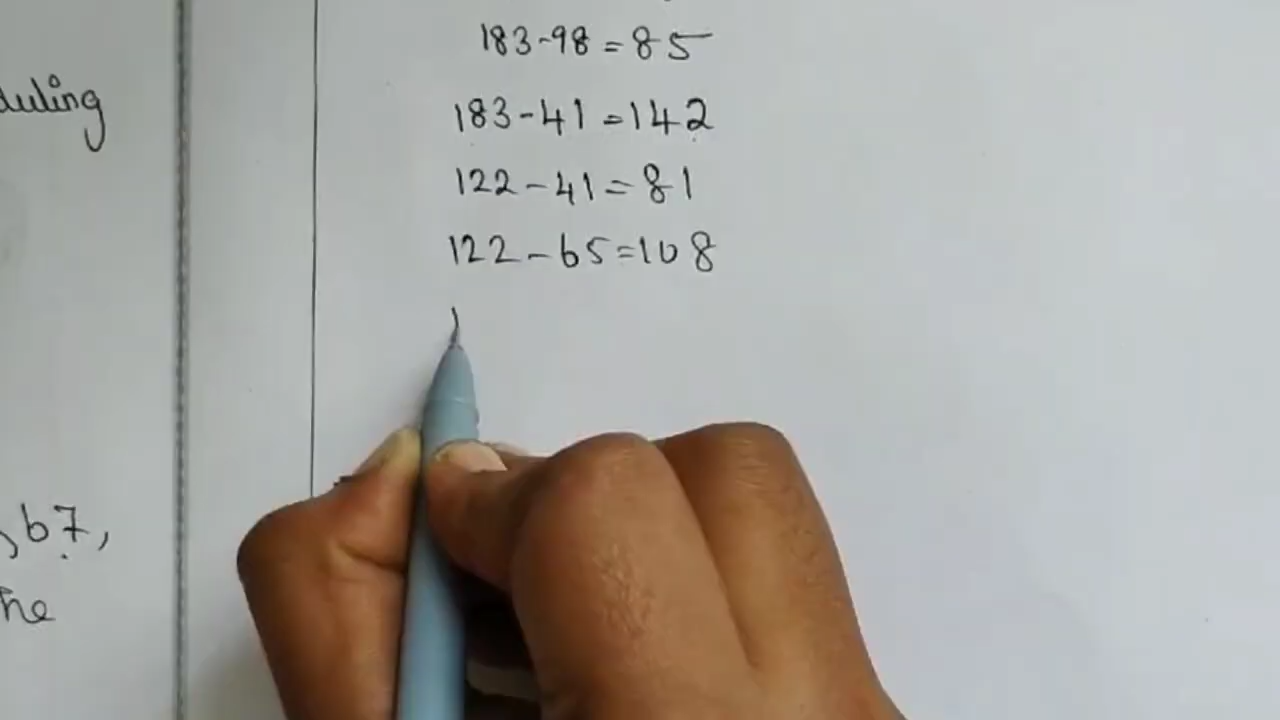 duling
, 67,
he
183-98 = 85
183-41 = 142
122-41 = 81
122-65 = 108